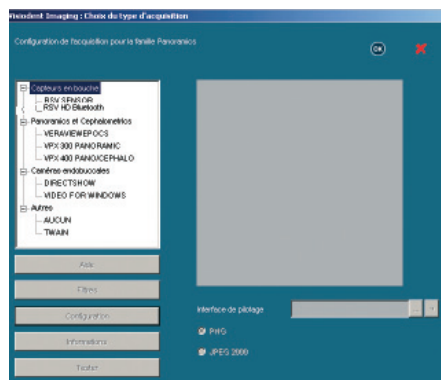 Visiodent Imaging : Choix du type d'acquisition
Configuration de l'acquisition pour la famille Panoramics
OK
Capteurs en bouche
RSV SENSOR
RSV HD Bluetooth
Panoramics et Cephalometrics
VERAVIEWEPOCS
VPX 300 PANORAMIC
VPX 400 PANO/CEPHALO
Caméras endobuccales
DIRECTSHOW
VIDEO FOR WINDOWS
Autres
AUCUN
TWAIN
Aide
Filtres
Configuration
Informations
Tester
Interface de pilotage
...
PNG
JPEG 2000